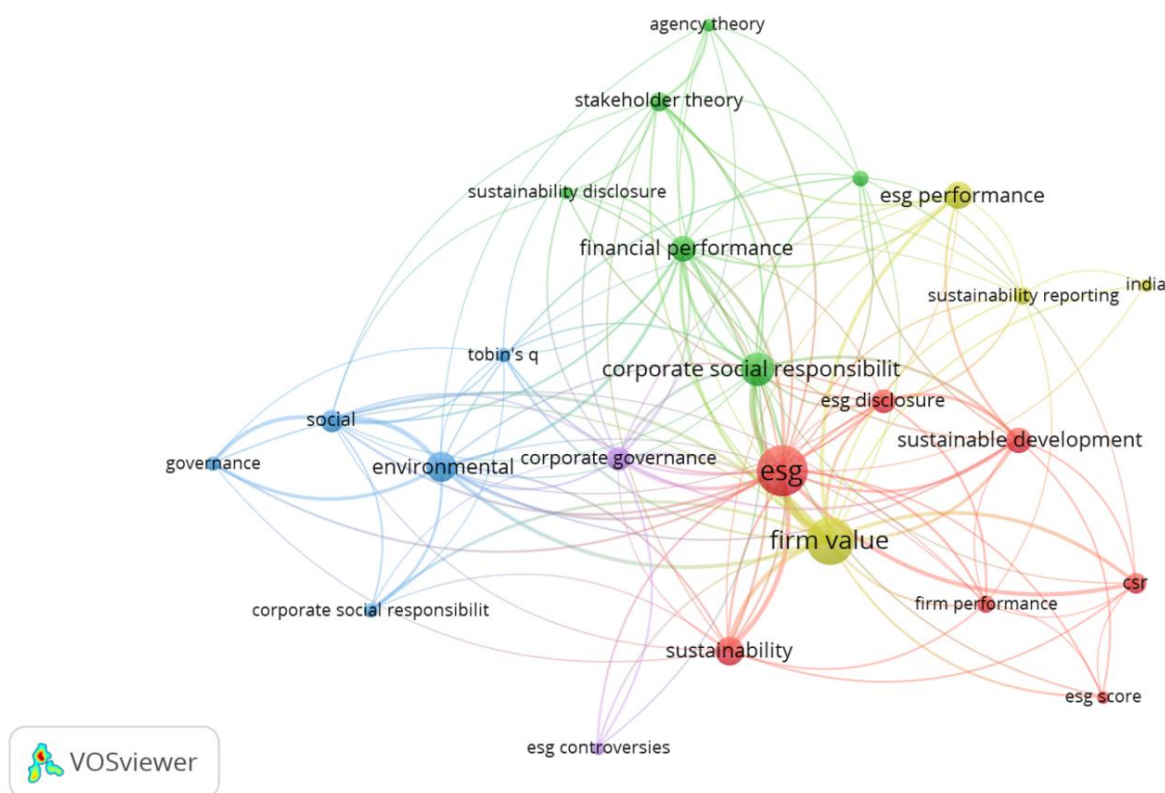 agency theory
stakeholder theory
sustainability disclosure
esg performance
financial performance
india
sustainability reporting
tobin's q
corporate social responsibilit
esg disclosure
social
sustainable development
governance
environmental
corporate governance
esg
firm value
csr
firm performance
corporate social responsibilit
sustainability
esg score
esg controversies
VOSviewer